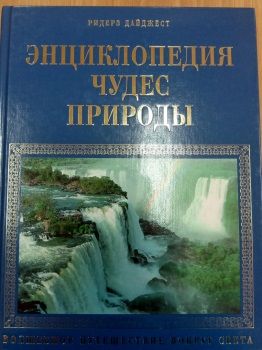 РИДЕРЗ ДАЙДЖЕСТ
ЭНЦИКЛОПЕДИЯ
ЧУДЕС
ПРИРОДЫ
ВОЛШЕБНОЕ ПУТЕШЕСТВИЕ ВОКРУГ СВЕТА